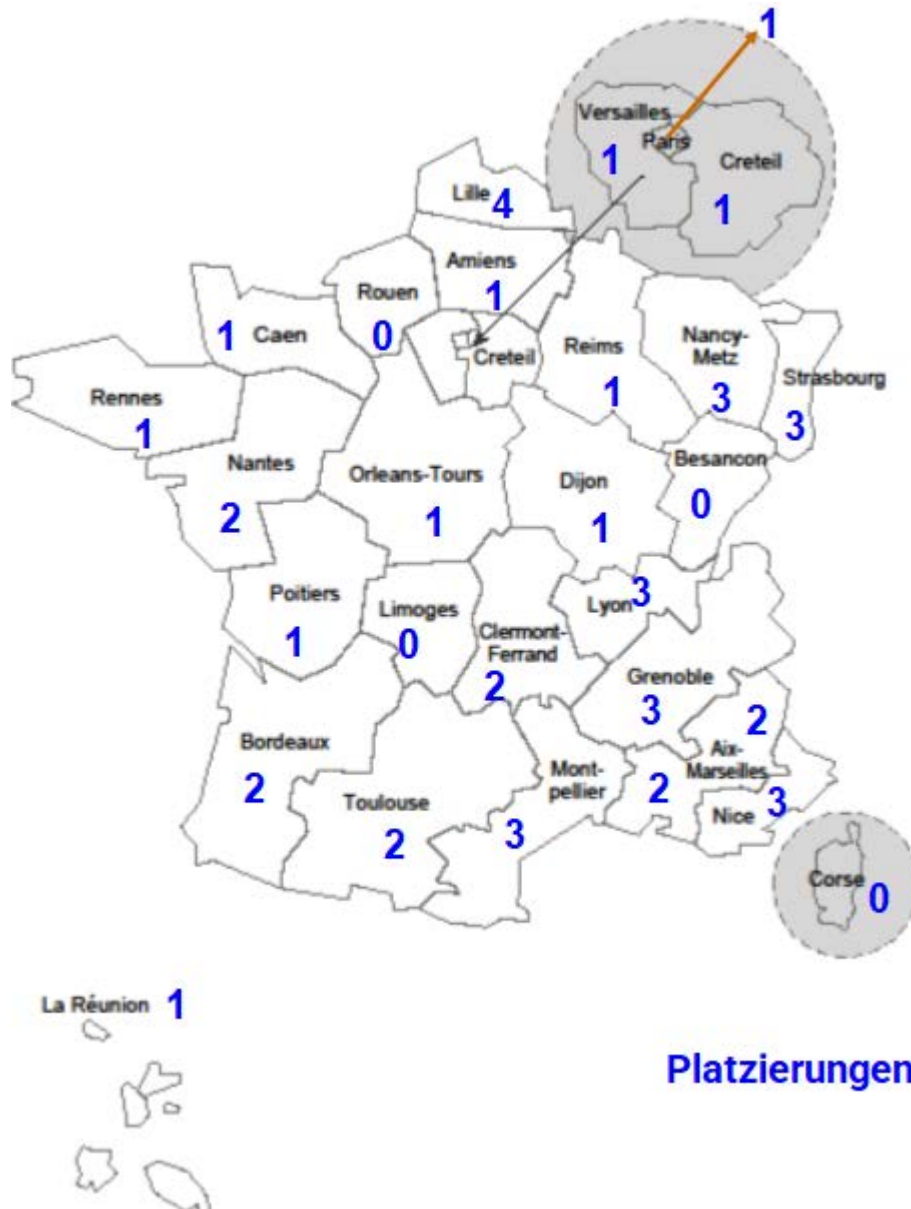 1
Versailles
Paris
1
Creteil
1
Lille 4
Amiens
1
Rouen
0
1 Caen
Creteil
Reims
1
Nancy-
Metz
3
Strasbourg
3
Rennes
1
Nantes
2
Orleans-Tours
1
Dijon
1
Besancon
0
Poitiers
1
Limoges
0
Clermont-
Ferrand
2
Lyon 3
Grenoble
3
2
Aix-
Marseilles
2
Nice 3
Bordeaux
2
Toulouse
2
Mont-
pellier
3
Corse
0
La Réunion 1
Platzierungen